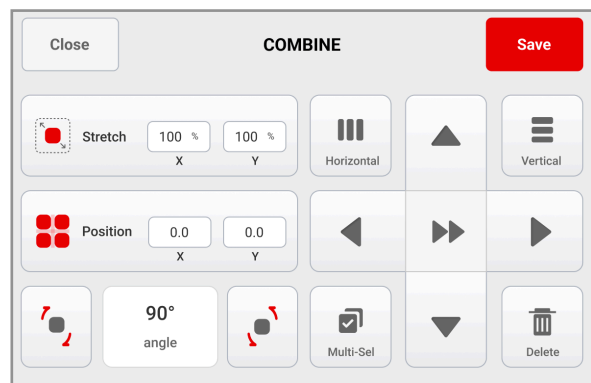 Close
COMBINE
Save
Stretch
100 %
100 %
X
Y
Horizontal
Vertical
Position
0.0
0.0
X
Y
90°
angle
Multi-Sel
Delete